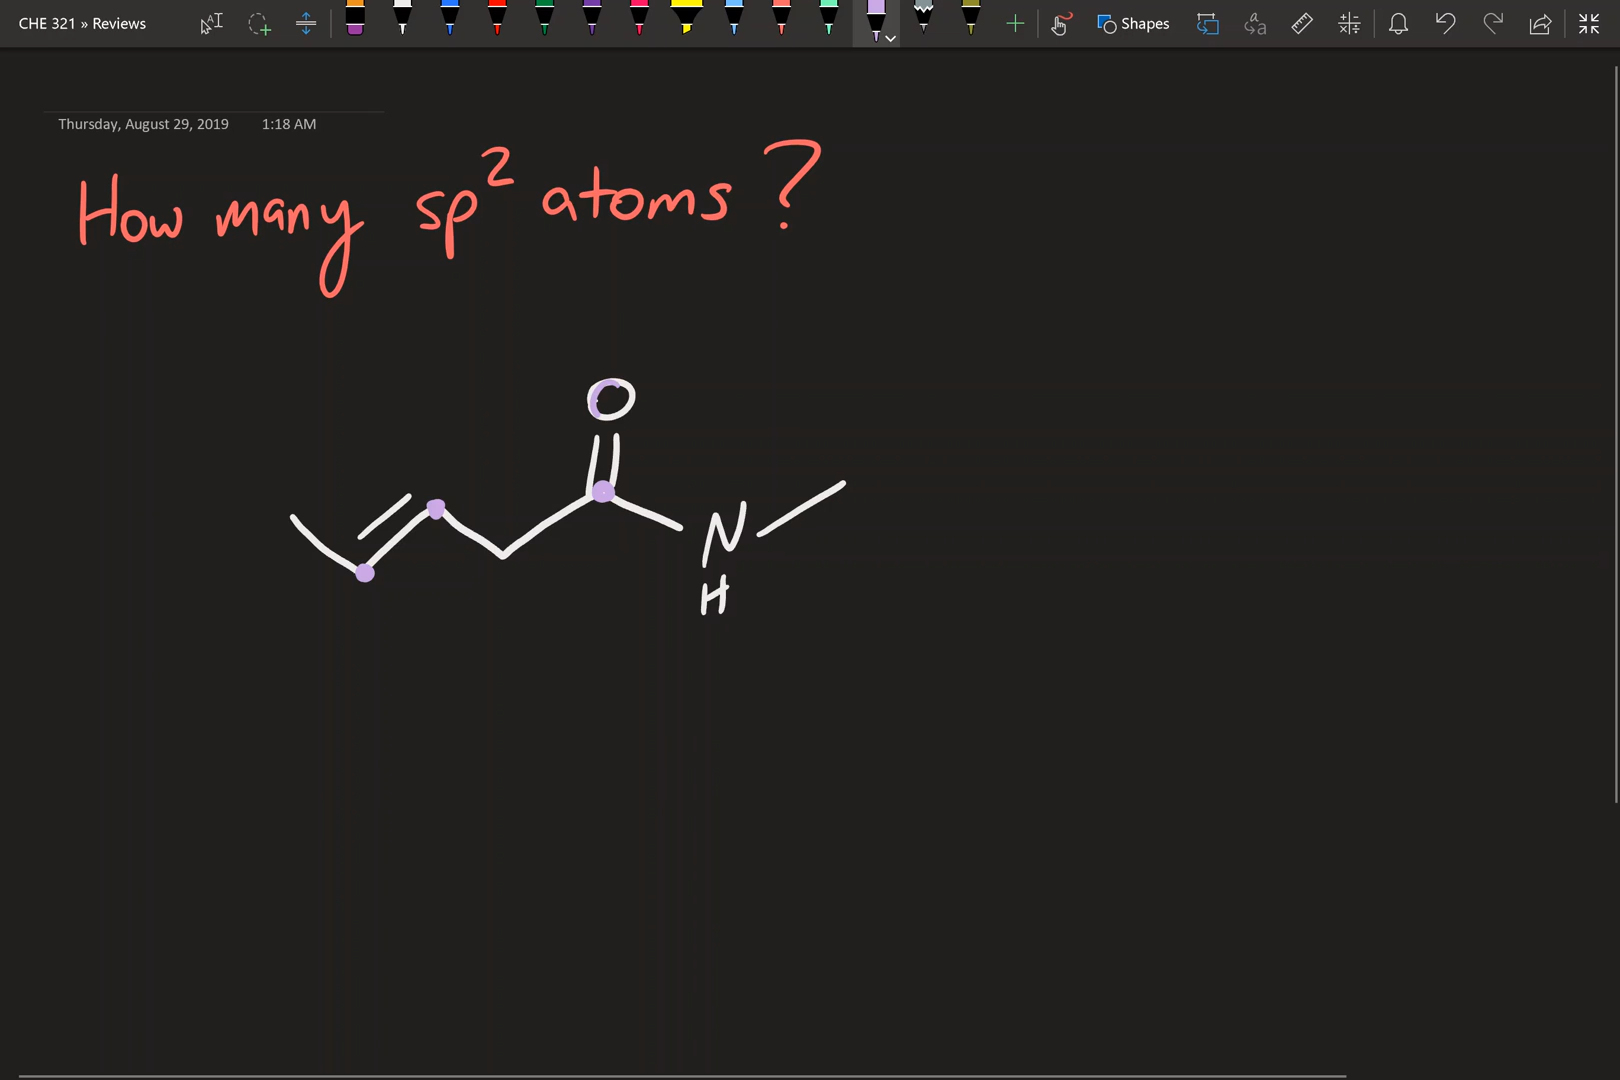 CHE 321 » Reviews
Shapes
Thursday, August 29, 2019 1:18 AM
How many sp² atoms ?
O
N
H